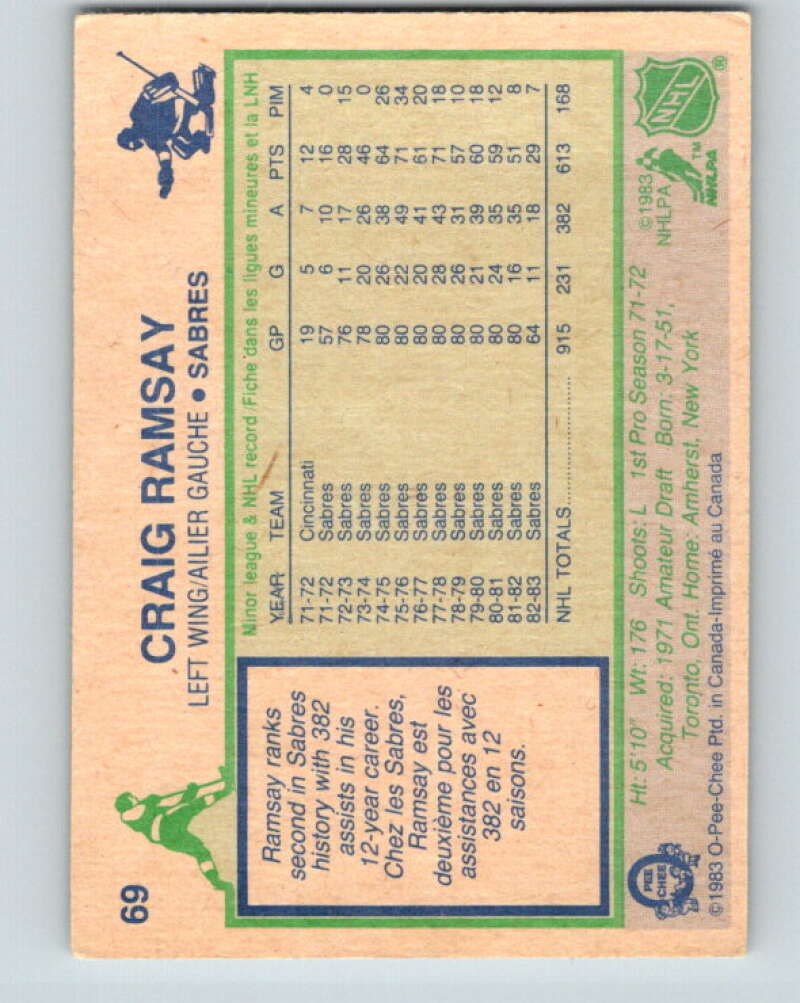 69
CRAIG RAMSAY
LEFT WING/AILIER GAUCHE • SABRES
Ramsay ranks
second in Sabres
history with 382
assists in his
12-year career.
Chez les Sabres,
Ramsay est
deuxième pour les
assistances avec
382 en 12
saisons.
Minor league & NHL record/Fiche dans les ligues mineures et la LNH
YEAR TEAM GP G A PTS PIM
71-72 Cincinnati 19 5 7 12 4
71-72 Sabres 57 6 10 16 0
72-73 Sabres 76 11 17 28 15
73-74 Sabres 78 20 26 46 0
74-75 Sabres 80 26 38 64 26
75-76 Sabres 80 22 49 71 34
76-77 Sabres 80 20 41 61 20
77-78 Sabres 80 28 43 71 18
78-79 Sabres 80 26 31 57 10
79-80 Sabres 80 21 39 60 18
80-81 Sabres 80 24 35 59 12
81-82 Sabres 80 16 35 51 8
82-83 Sabres 64 11 18 29 7
NHL TOTALS.................. 915 231 382 613 168
Ht: 5'10" Wt: 176 Shoots: L 1st Pro Season 71-72
Acquired: 1971 Amateur Draft Born: 3-17-51,
Toronto, Ont. Home: Amherst, New York
© 1983 O-Pee-Chee Ptd. in Canada-Imprimé au Canada
O
PEE
CHEE
© 1983
NHLPA
NHLPA
TM
NHL
®